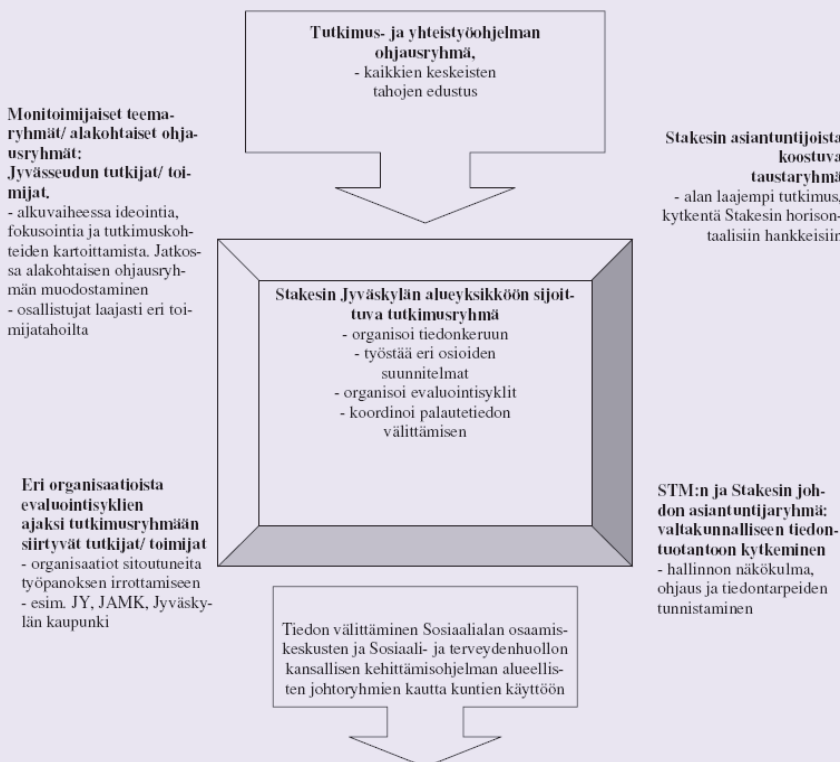 Tutkimus- ja yhteistyöohjelman
ohjausryhmä,
- kaikkien keskeisten
tahojen edustus
Monitoimijaiset teema-
ryhmät/ alakohtaiset ohja-
usryhmät:
Jyvässeudun tutkijat/ toi-
mijat.
- alkuvaiheessa ideointia,
fokusointia ja tutkimuskoh-
teiden kartoittamista. Jatkos-
sa alakohtaisen ohjausryh-
män muodostaminen
- osallistujat laajasti eri toi-
mijatahoilta
Stakesin asiantuntijoista
koostuva
taustaryhmä
- alan laajempi tutkimus,
kytkentä Stakesin horison-
taalisiin hankkeisiin
Stakesin Jyväskylän alueyksikköön sijoit-
tuva tutkimusryhmä
- organisoi tiedonkeruun
- työstää eri osioiden
suunnitelmat
- organisoi evaluointisyklit
- koordinoi palautetiedon
välittämisen
Eri organisaatioista
evaluointisyklien
ajaksi tutkimusryhmään
siirtyvät tutkijat/ toimijat
- organisaatiot sitoutuneita
työpanoksen irrottamiseen
- esim. JY, JAMK, Jyväsky-
län kaupunki
STM:n ja Stakesin joh-
don asiantuntijaryhmä:
valtakunnalliseen tiedon-
tuotantoon kytkeminen
- hallinnon näkökulma,
ohjaus ja tiedontarpeiden
tunnistaminen
Tiedon välittäminen Sosiaalialan osaamis-
keskusten ja Sosiaali- ja terveydenhuollon
kansallisen kehittämisohjelman alueellis-
ten johtoryhmien kautta kuntien käyttöön